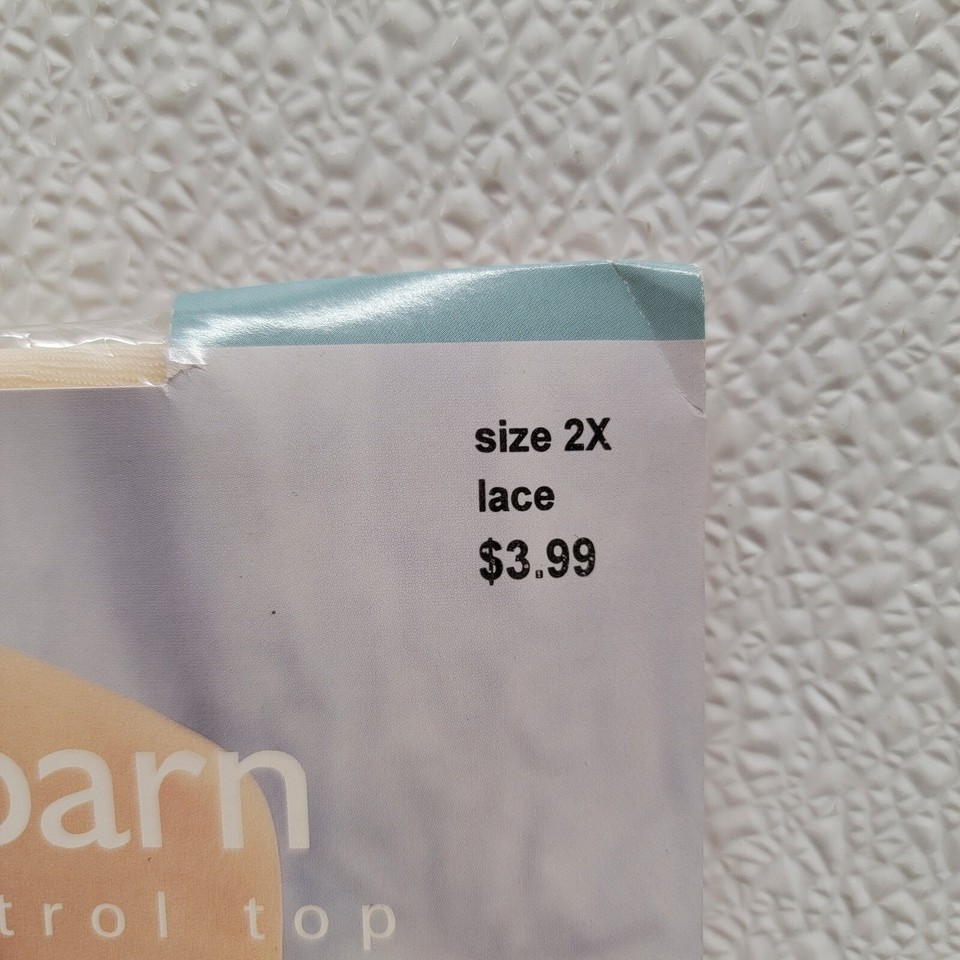 size 2X
lace
$3.99
barn
trol top